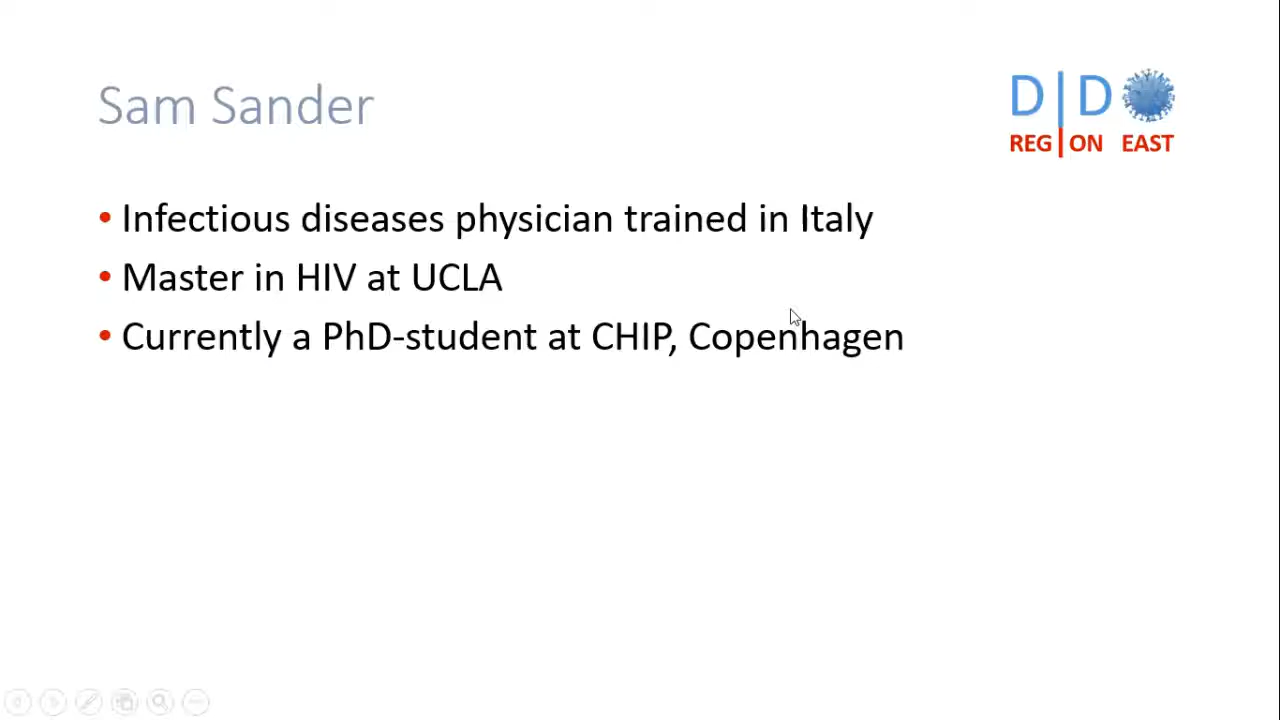 Sam Sander
D|D
REG|ON EAST
• Infectious diseases physician trained in Italy
• Master in HIV at UCLA
• Currently a PhD-student at CHIP, Copenhagen